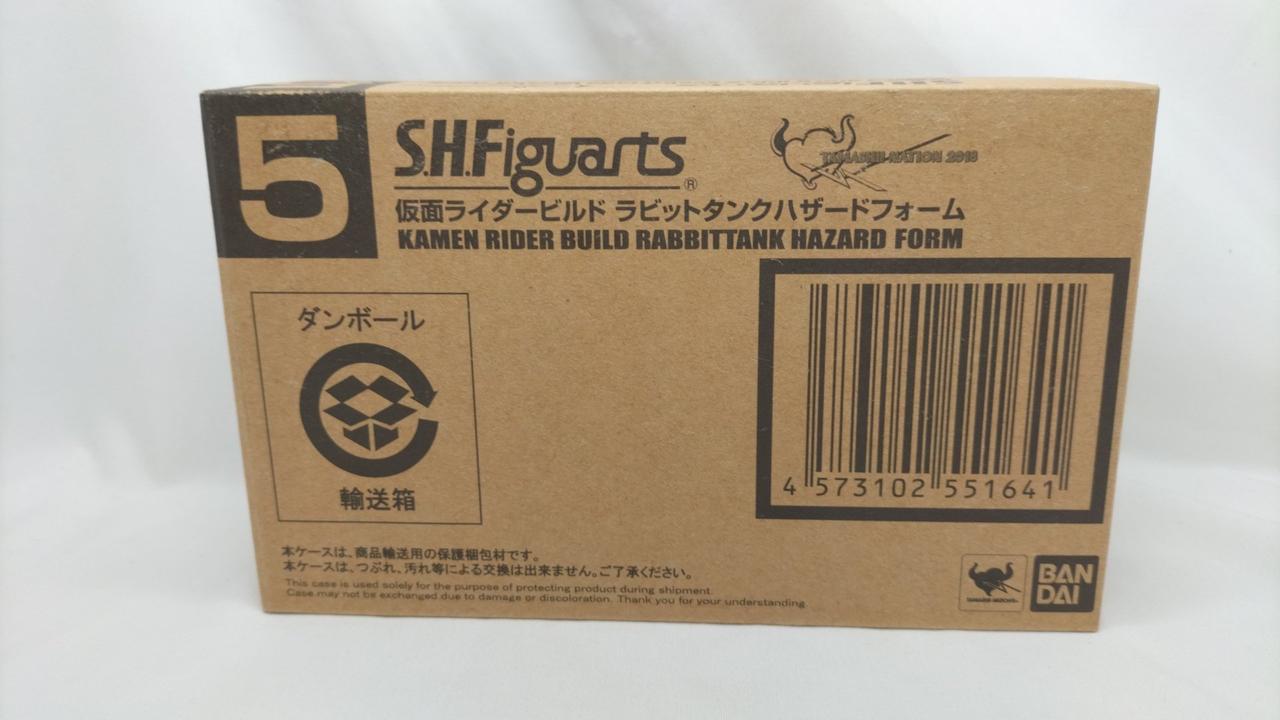 5
S.H.Figuarts®
TAMASHII NATION 2018
仮面ライダービルド ラビットタンクハザードフォーム
KAMEN RIDER BUILD RABBITTANK HAZARD FORM
ダンボール
輸送箱
4 573102 551641
本ケースは、商品輸送用の保護梱包材です。
本ケースは、つぶれ、汚れ等による交換は出来ません。ご了承ください。
This case is used solely for the purpose of protecting product during shipment.
Case may not be exchanged due to damage or discoloration. Thank you for your understanding.
TAMASHII NATIONS
BAN
DAI